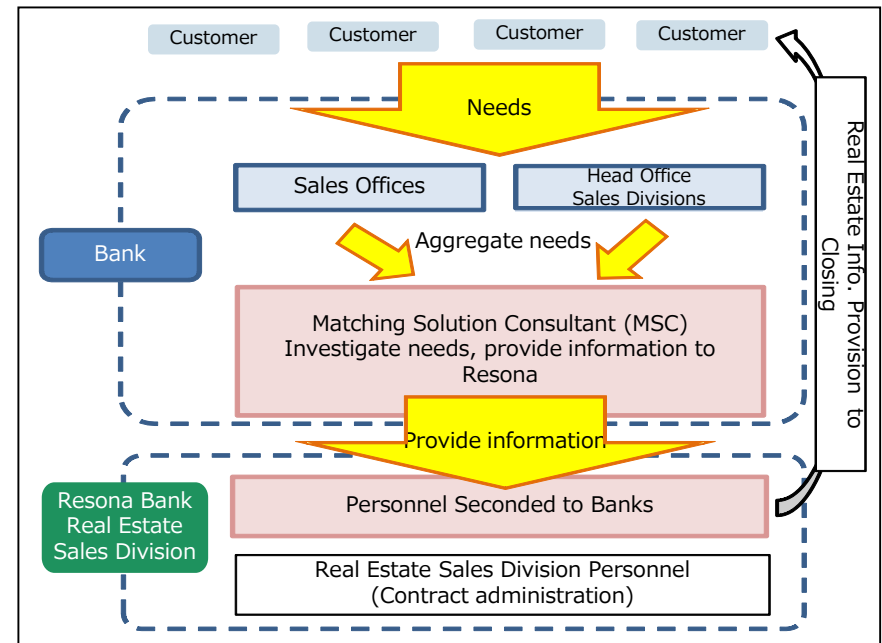 Customer
Customer
Customer
Customer
Needs
Sales Offices
Head Office
Sales Divisions
Bank
Aggregate needs
Matching Solution Consultant (MSC)
Investigate needs, provide information to
Resona
Provide information
Resona Bank
Real Estate
Sales Division
Personnel Seconded to Banks
Real Estate Sales Division Personnel
(Contract administration)
Real Estate Info. Provision to
Closing